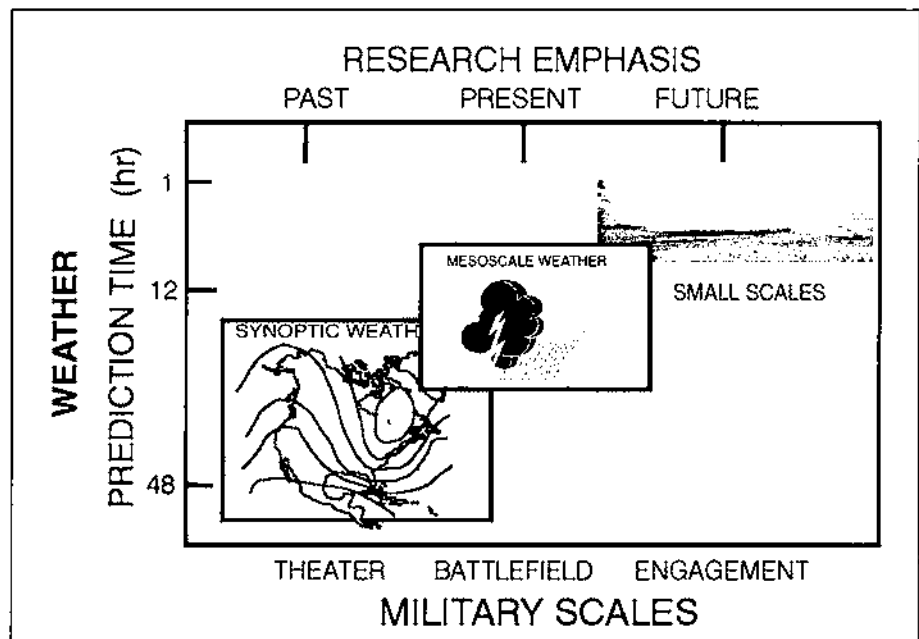 RESEARCH EMPHASIS
PAST PRESENT FUTURE
WEATHER
PREDICTION TIME (hr)
1
12
48
MESOSCALE WEATHER
SMALL SCALES
SYNOPTIC WEATH
THEATER BATTLEFIELD ENGAGEMENT
MILITARY SCALES